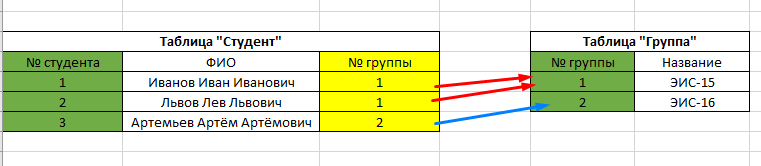 Таблица "Студент" Таблица "Группа"
№ студента ФИО № группы № группы Название
1 Иванов Иван Иванович 1 1 ЭИС-15
2 Львов Лев Львович 1 2 ЭИС-16
3 Артемьев Артём Артёмович 2